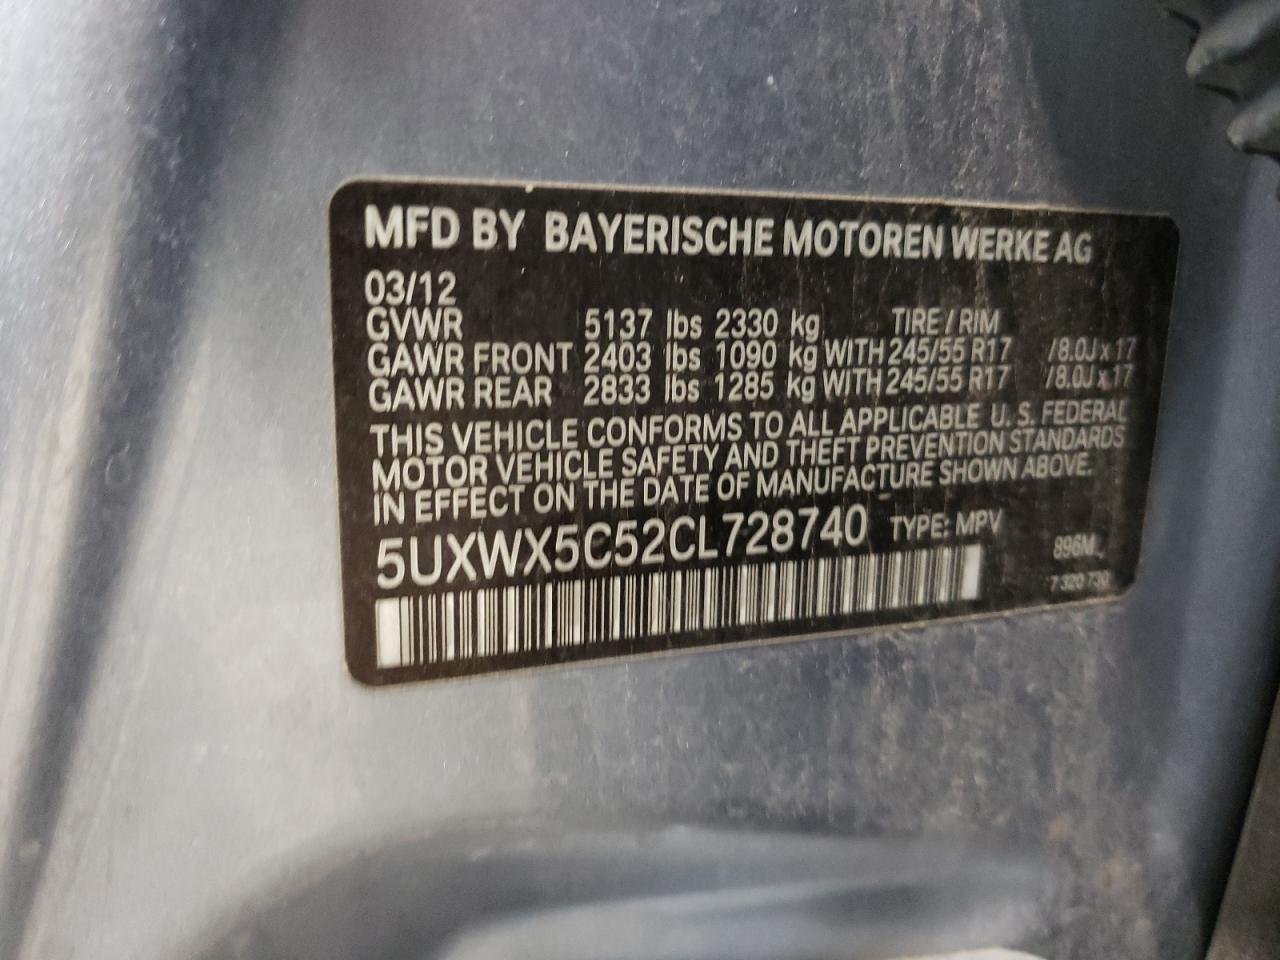 MFD BY BAYERISCHE MOTOREN WERKE AG
03/12
GVWR 5137 lbs 2330 kg TIRE / RIM
GAWR FRONT 2403 lbs 1090 kg WITH 245/55 R17 /8.0J x 17
GAWR REAR 2833 lbs 1285 kg WITH 245/55 R17 /8.0J x 17
THIS VEHICLE CONFORMS TO ALL APPLICABLE U. S. FEDERAL
MOTOR VEHICLE SAFETY AND THEFT PREVENTION STANDARDS
IN EFFECT ON THE DATE OF MANUFACTURE SHOWN ABOVE.
5UXWX5C52CL728740 TYPE: MPV
896M
7 320 730